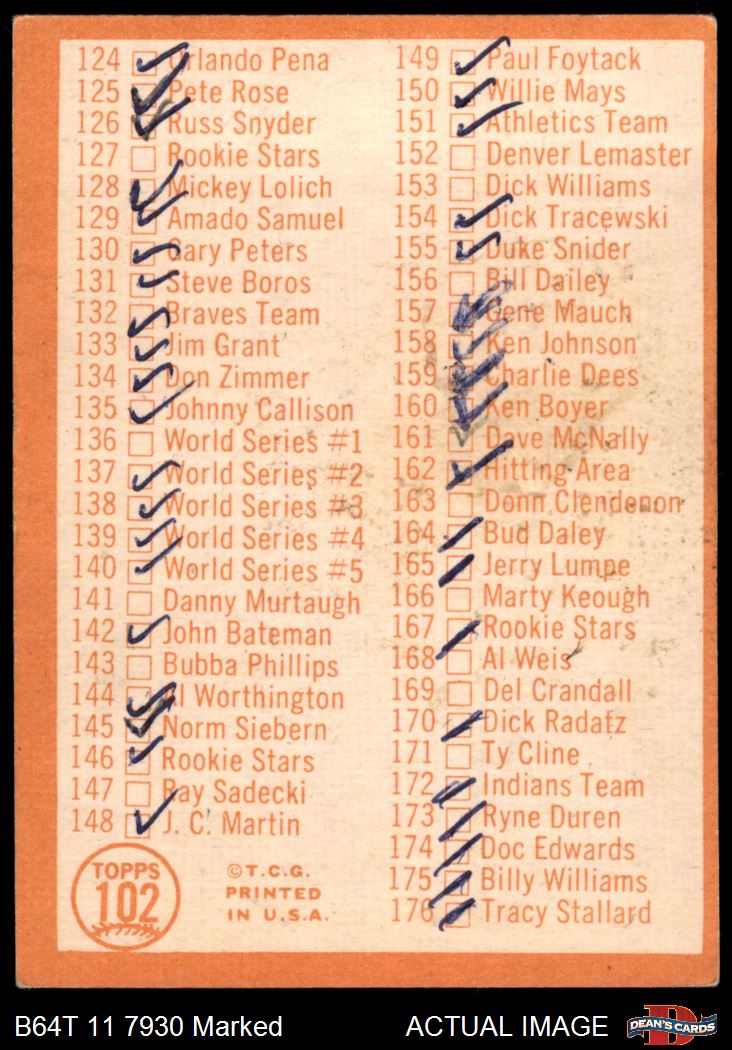 124 Orlando Pena
125 Pete Rose
126 Russ Snyder
127 Rookie Stars
128 Mickey Lolich
129 Amado Samuel
130 Gary Peters
131 Steve Boros
132 Braves Team
133 Jim Grant
134 Don Zimmer
135 Johnny Callison
136 World Series #1
137 World Series #2
138 World Series #3
139 World Series #4
140 World Series #5
141 Danny Murtaugh
142 John Bateman
143 Bubba Phillips
144 Al Worthington
145 Norm Siebern
146 Rookie Stars
147 Ray Sadecki
148 J. C. Martin
TOPPS
102
©T.C.G.
PRINTED
IN U.S.A.
149 Paul Foytack
150 Willie Mays
151 Athletics Team
152 Denver Lemaster
153 Dick Williams
154 Dick Tracewski
155 Duke Snider
156 Bill Dailey
157 Gene Mauch
158 Ken Johnson
159 Charlie Dees
160 Ken Boyer
161 Dave McNally
162 Hitting Area
163 Donn Clendenon
164 Bud Daley
165 Jerry Lumpe
166 Marty Keough
167 Rookie Stars
168 Al Weis
169 Del Crandall
170 Dick Radatz
171 Ty Cline
172 Indians Team
173 Ryne Duren
174 Doc Edwards
175 Billy Williams
176 Tracy Stallard
B64T 11 7930 Marked
ACTUAL IMAGE
DEAN'S CARDS